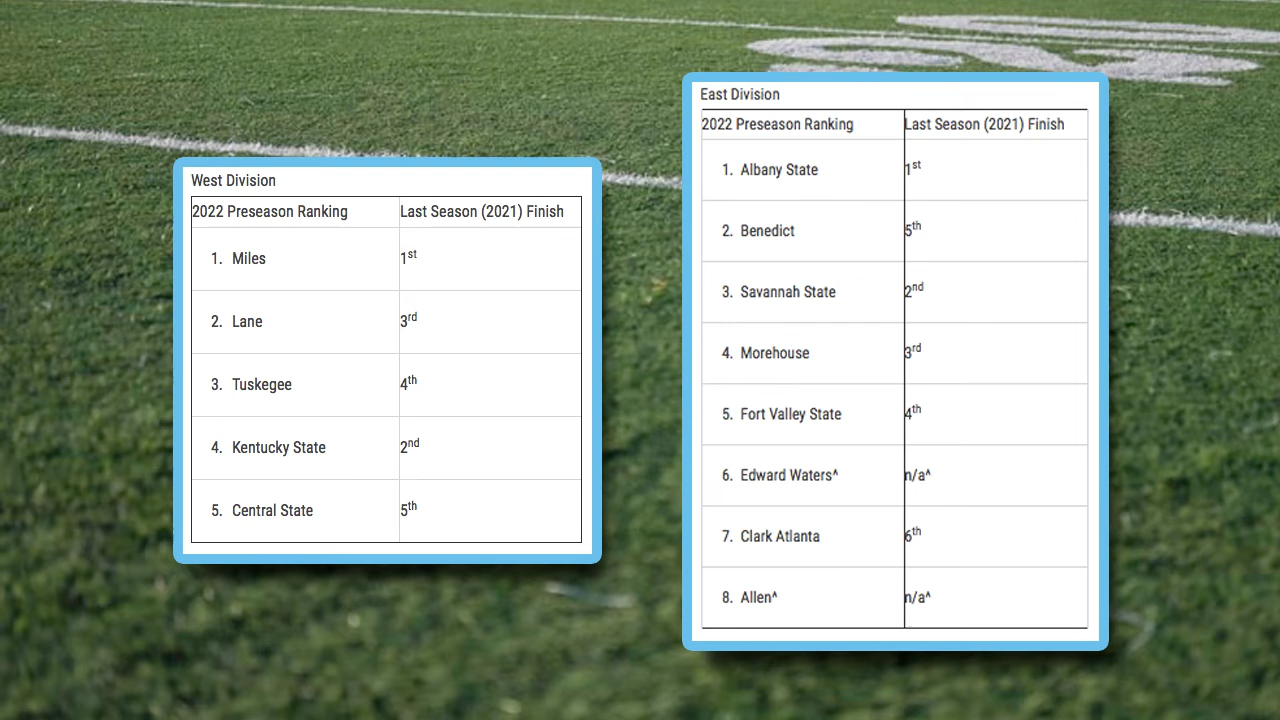 West Division
2022 Preseason Ranking Last Season (2021) Finish
1. Miles 1st
2. Lane 3rd
3. Tuskegee 4th
4. Kentucky State 2nd
5. Central State 5th
East Division
2022 Preseason Ranking Last Season (2021) Finish
1. Albany State 1st
2. Benedict 5th
3. Savannah State 2nd
4. Morehouse 3rd
5. Fort Valley State 4th
6. Edward Waters^ n/a^
7. Clark Atlanta 6th
8. Allen^ n/a^